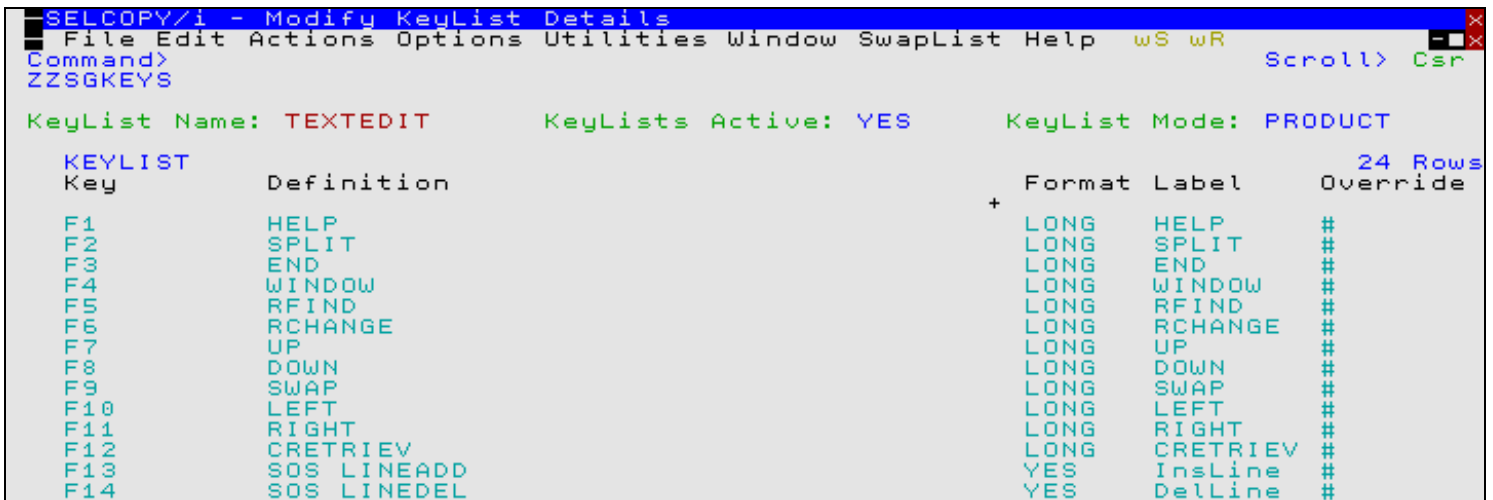 SELCOPY/i - Modify KeyList Details
File Edit Actions Options Utilities Window SwapList Help wS wR
Command> Scroll> Csr
ZZSGKEYS
KeyList Name: TEXTEDIT KeyLists Active: YES KeyList Mode: PRODUCT
KEYLIST 24 Rows
Key Definition Format Label Override
+
F1 HELP LONG HELP #
F2 SPLIT LONG SPLIT #
F3 END LONG END #
F4 WINDOW LONG WINDOW #
F5 RFIND LONG RFIND #
F6 RCHANGE LONG RCHANGE #
F7 UP LONG UP #
F8 DOWN LONG DOWN #
F9 SWAP LONG SWAP #
F10 LEFT LONG LEFT #
F11 RIGHT LONG RIGHT #
F12 CRETRIEV LONG CRETRIEV #
F13 SOS LINEADD YES InsLine #
F14 SOS LINEDEL YES DelLine #